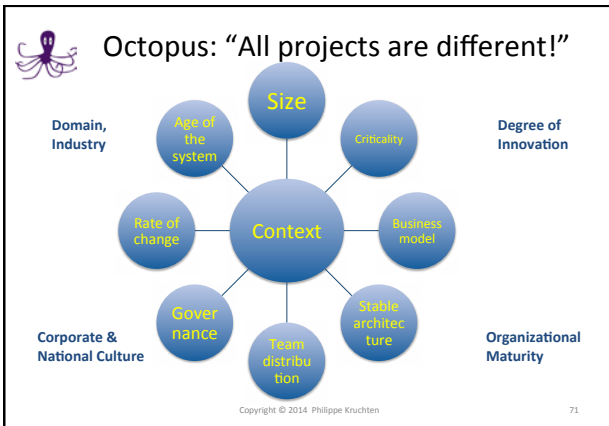 Octopus: “All projects are different!”
Size
Domain,
Industry
Age of
the
system
Criticality
Degree of
Innovation
Rate of
change
Context
Business
model
Gover
nance
Stable
architec
ture
Corporate &
National Culture
Team
distribu
tion
Organizational
Maturity
Copyright © 2014 Philippe Kruchten
71